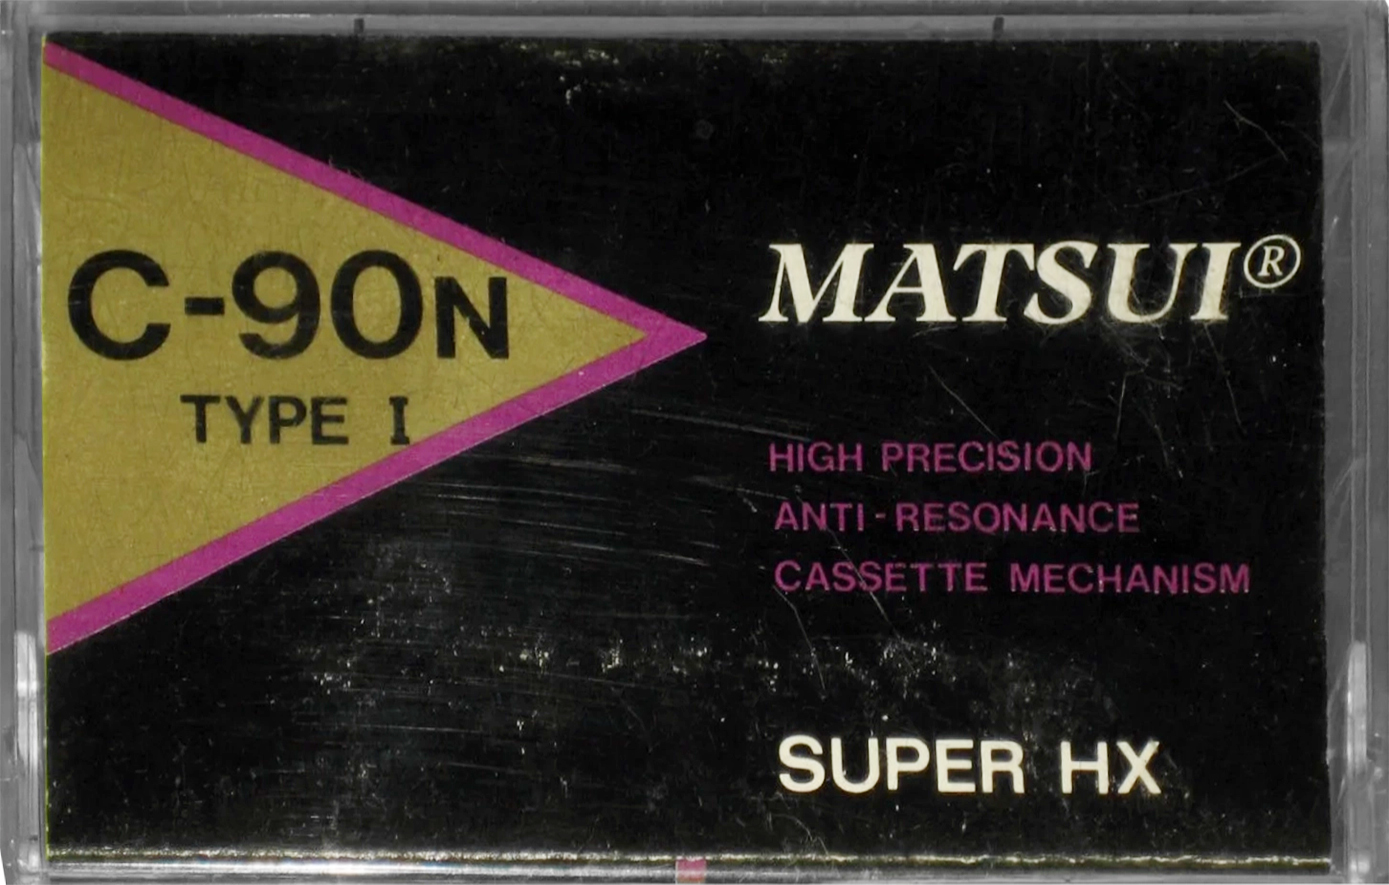 C-90N
TYPE I
MATSUI®
HIGH PRECISION
ANTI-RESONANCE
CASSETTE MECHANISM
SUPER HX